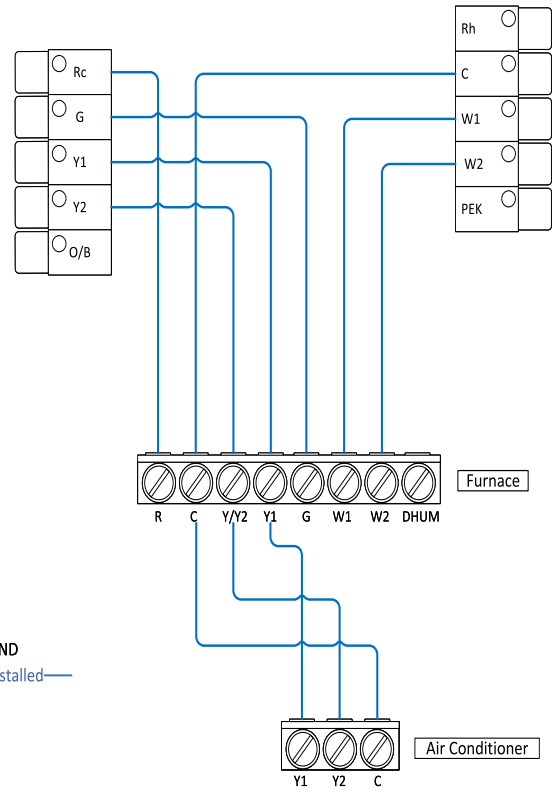 Rc
G
Y1
Y2
O/B
Rh
C
W1
W2
PEK
Furnace
R C Y/Y2 Y1 G W1 W2 DHUM
ND
stalled
Air Conditioner
Y1 Y2 C